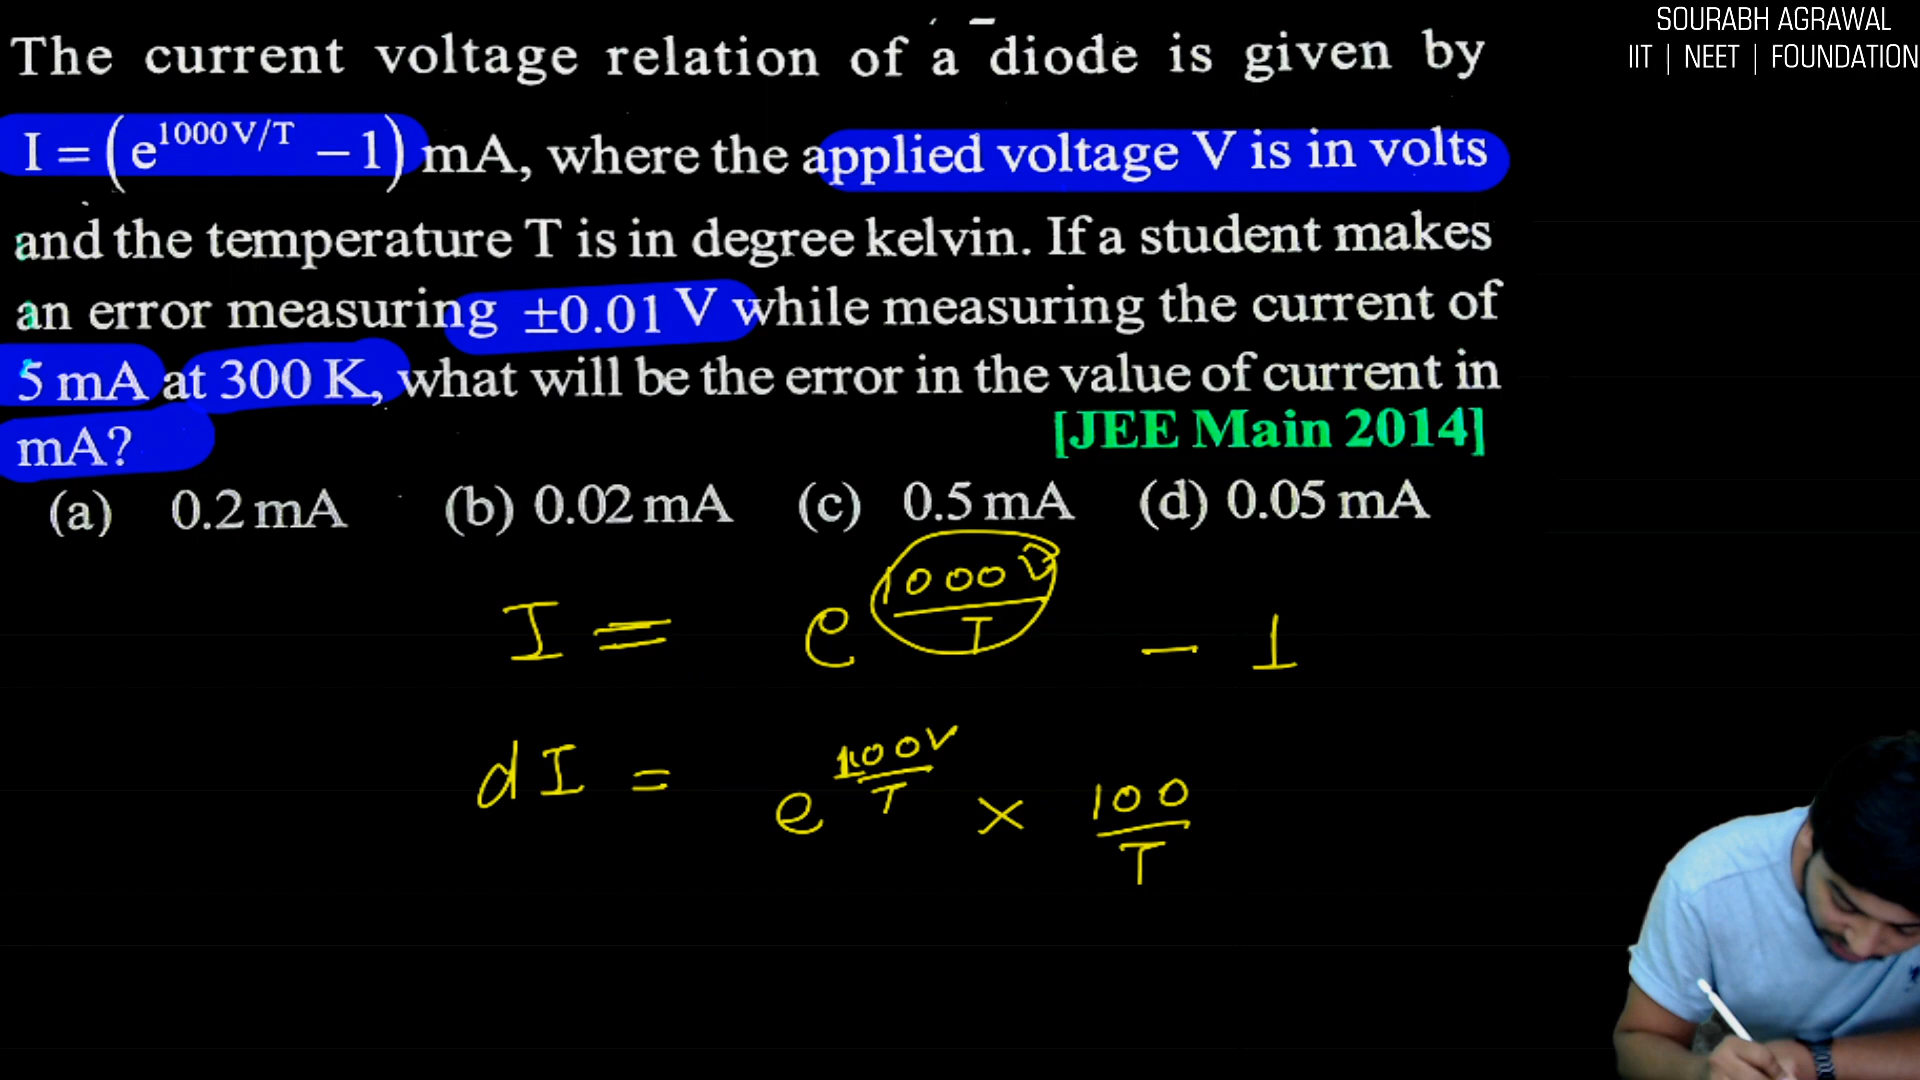 SOURABH AGRAWAL
IIT | NEET | FOUNDATION
The current voltage relation of a diode is given by
I = (e^{1000 V/T} – 1) mA, where the applied voltage V is in volts
and the temperature T is in degree kelvin. If a student makes
an error measuring ±0.01 V while measuring the current of
5 mA at 300 K, what will be the error in the value of current in
mA?
[JEE Main 2014]
(a) 0.2 mA (b) 0.02 mA (c) 0.5 mA (d) 0.05 mA
I = e^{1000V/T} - 1
dI = e^{100V/T} × 100/T